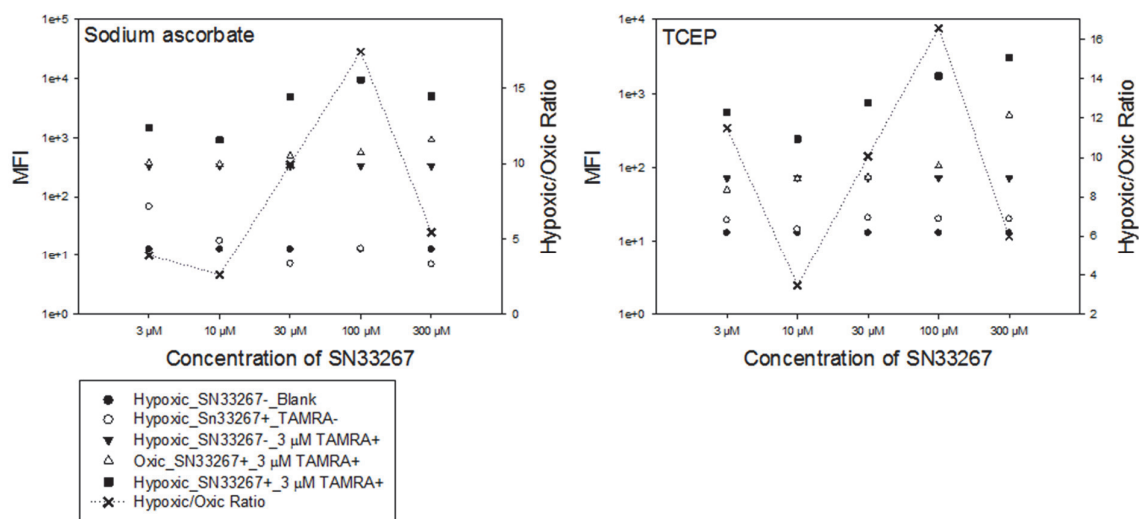 Sodium ascorbate
1e+5
1e+4
1e+3
1e+2
1e+1
1e+0
MFI
15
10
5
0
Hypoxic/Oxic Ratio
3 µM 10 µM 30 µM 100 µM 300 µM
Concentration of SN33267
TCEP
1e+4
1e+3
1e+2
1e+1
1e+0
MFI
16
14
12
10
8
6
4
2
Hypoxic/Oxic Ratio
3 µM 10 µM 30 µM 100 µM 300 µM
Concentration of SN33267
Hypoxic_SN33267-_Blank
Hypoxic_Sn33267+_TAMRA-
Hypoxic_SN33267-_3 µM TAMRA+
Oxic_SN33267+_3 µM TAMRA+
Hypoxic_SN33267+_3 µM TAMRA+
Hypoxic/Oxic Ratio